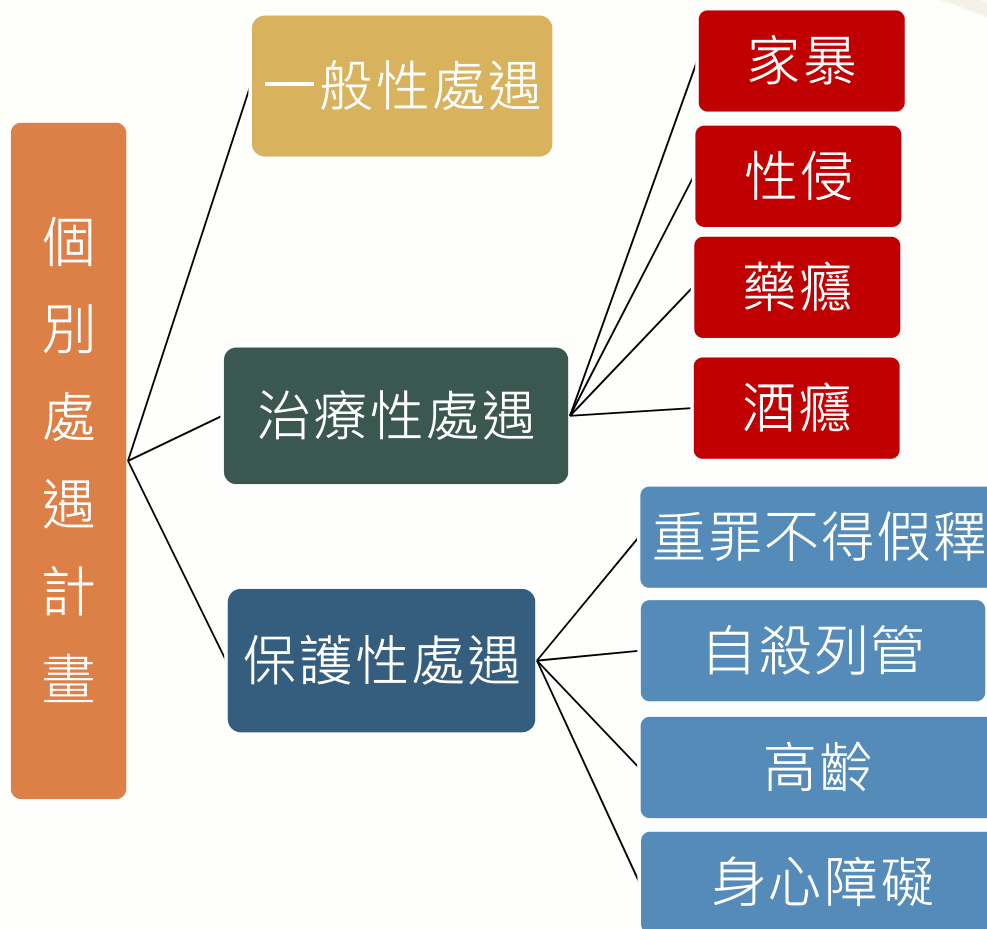 個別處遇計畫
一般性處遇
治療性處遇
家暴
性侵
藥癮
酒癮
保護性處遇
重罪不得假釋
自殺列管
高齡
身心障礙